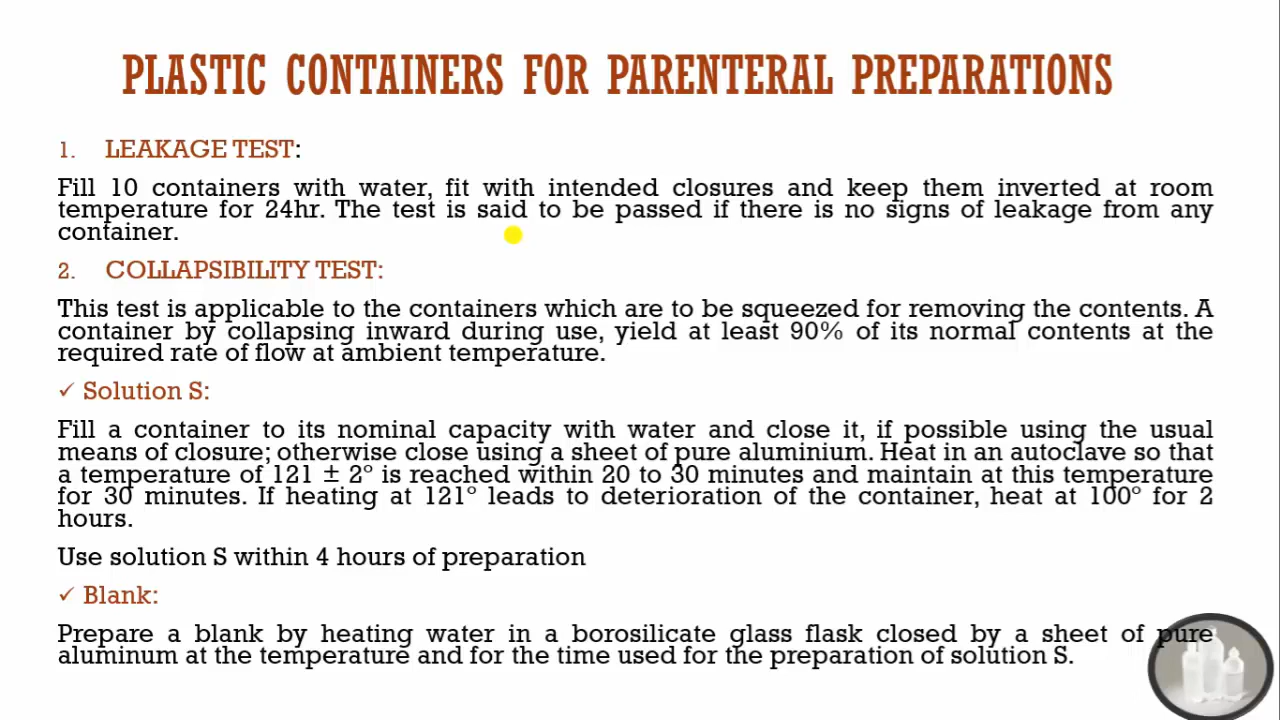 PLASTIC CONTAINERS FOR PARENTERAL PREPARATIONS
1. LEAKAGE TEST:
Fill 10 containers with water, fit with intended closures and keep them inverted at room
temperature for 24hr. The test is said to be passed if there is no signs of leakage from any
container.
2. COLLAPSIBILITY TEST:
This test is applicable to the containers which are to be squeezed for removing the contents. A
container by collapsing inward during use, yield at least 90% of its normal contents at the
required rate of flow at ambient temperature.
✓ Solution S:
Fill a container to its nominal capacity with water and close it, if possible using the usual
means of closure; otherwise close using a sheet of pure aluminium. Heat in an autoclave so that
a temperature of 121 ± 2° is reached within 20 to 30 minutes and maintain at this temperature
for 30 minutes. If heating at 121° leads to deterioration of the container, heat at 100° for 2
hours.
Use solution S within 4 hours of preparation
✓ Blank:
Prepare a blank by heating water in a borosilicate glass flask closed by a sheet of pure
aluminum at the temperature and for the time used for the preparation of solution S.